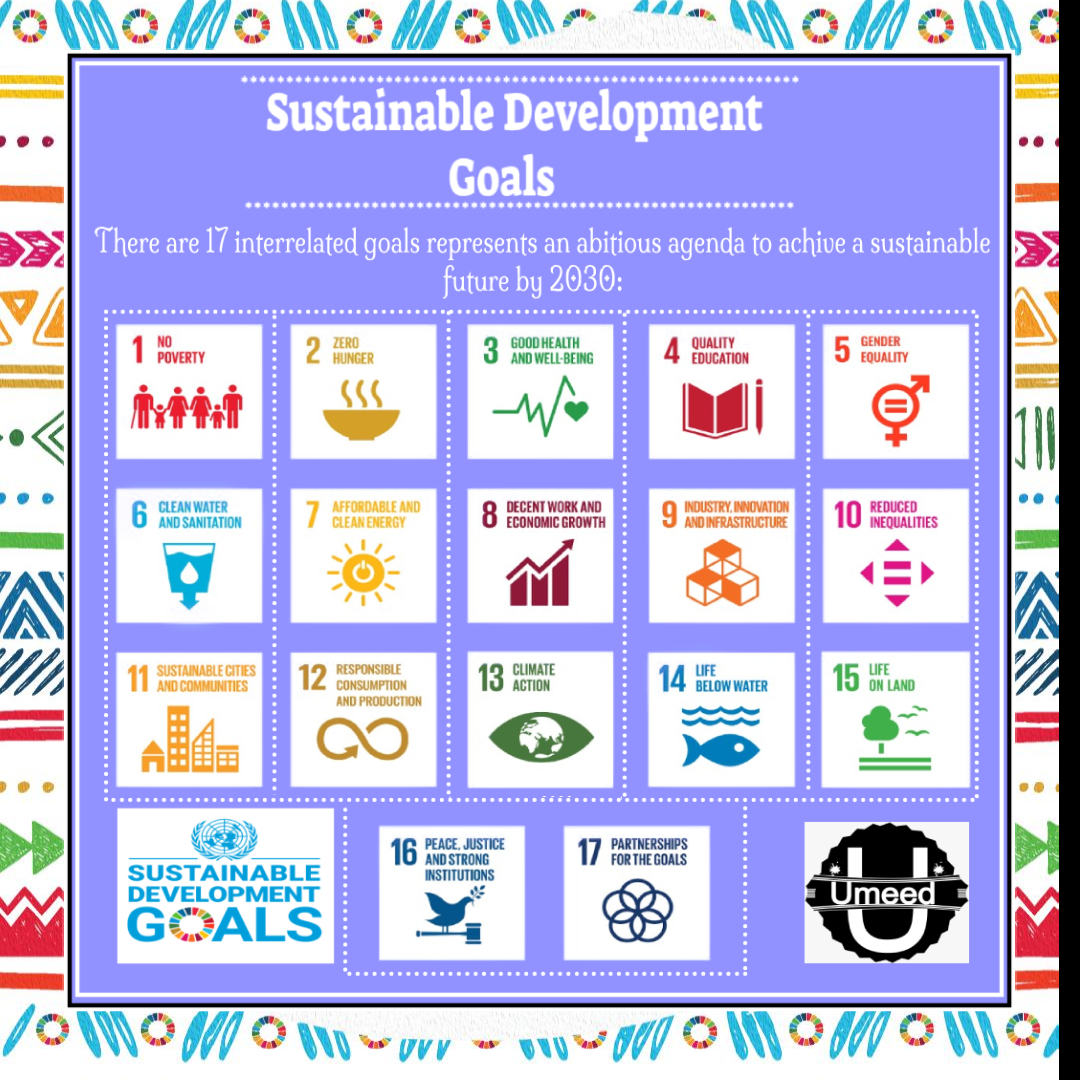 Sustainable Development
Goals
There are 17 interrelated goals represents an abitious agenda to achive a sustainable
future by 2030:
1 NO
POVERTY
2 ZERO
HUNGER
3 GOOD HEALTH
AND WELL-BEING
4 QUALITY
EDUCATION
5 GENDER
EQUALITY
6 CLEAN WATER
AND SANITATION
7 AFFORDABLE AND
CLEAN ENERGY
8 DECENT WORK AND
ECONOMIC GROWTH
9 INDUSTRY, INNOVATION
AND INFRASTRUCTURE
10 REDUCED
INEQUALITIES
11 SUSTAINABLE CITIES
AND COMMUNITIES
12 RESPONSIBLE
CONSUMPTION
AND PRODUCTION
13 CLIMATE
ACTION
14 LIFE
BELOW WATER
15 LIFE
ON LAND
SUSTAINABLE
DEVELOPMENT
GOALS
16 PEACE, JUSTICE
AND STRONG
INSTITUTIONS
17 PARTNERSHIPS
FOR THE GOALS
U
Umeed